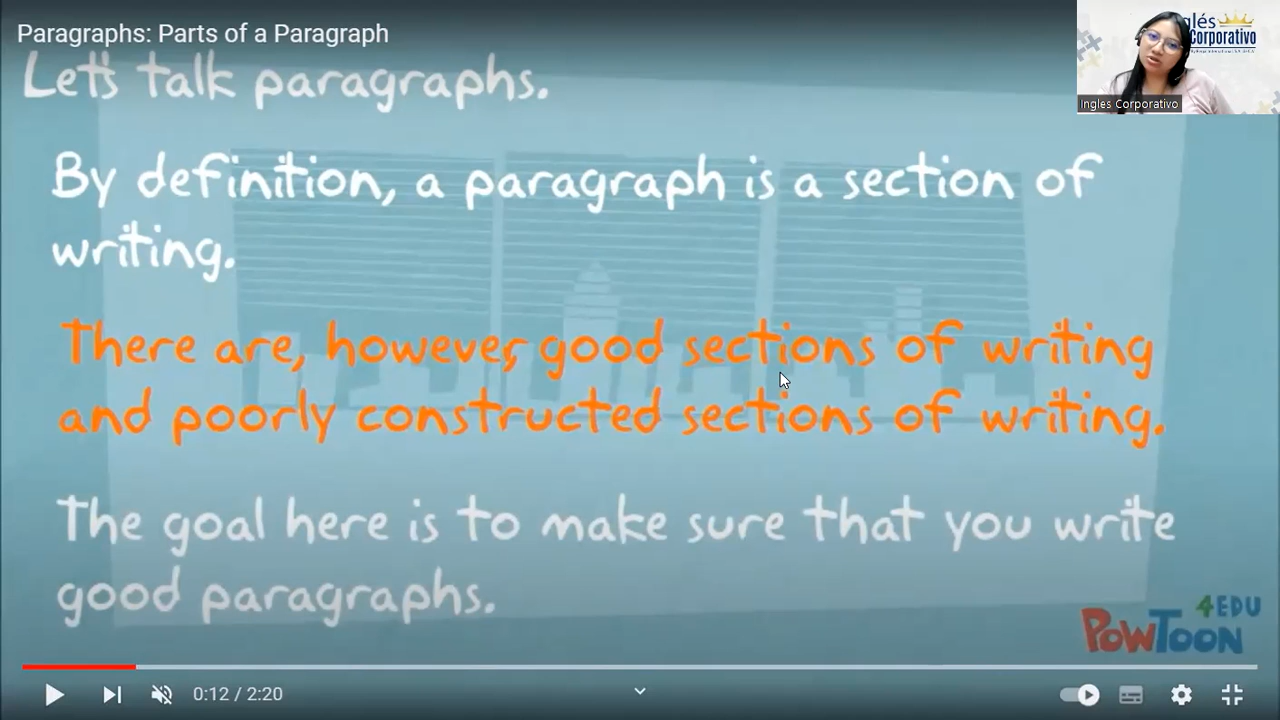 Paragraphs: Parts of a Paragraph
Let's talk paragraphs.
By definition, a paragraph is a section of
writing.
There are, however, good sections of writing
and poorly constructed sections of writing.
The goal here is to make sure that you write
good paragraphs.
glés
Corporativo
Ingles Corporativo
4EDU
POWTOON
0:12 / 2:20